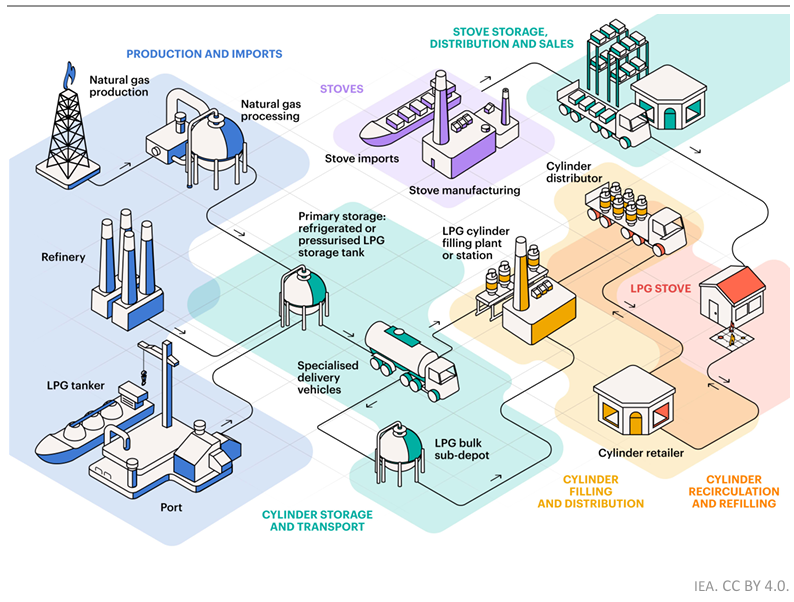 PRODUCTION AND IMPORTS
Natural gas
production
Natural gas
processing
STOVES
Stove imports
Stove manufacturing
STOVE STORAGE,
DISTRIBUTION AND SALES
Cylinder
distributor
Refinery
Primary storage:
refrigerated or
pressurised LPG
storage tank
LPG cylinder
filling plant
or station
LPG STOVE
LPG tanker
Port
Specialised
delivery
vehicles
LPG bulk
sub-depot
Cylinder retailer
CYLINDER STORAGE
AND TRANSPORT
CYLINDER
FILLING
AND DISTRIBUTION
CYLINDER
RECIRCULATION
AND REFILLING
IEA. CC BY 4.0.